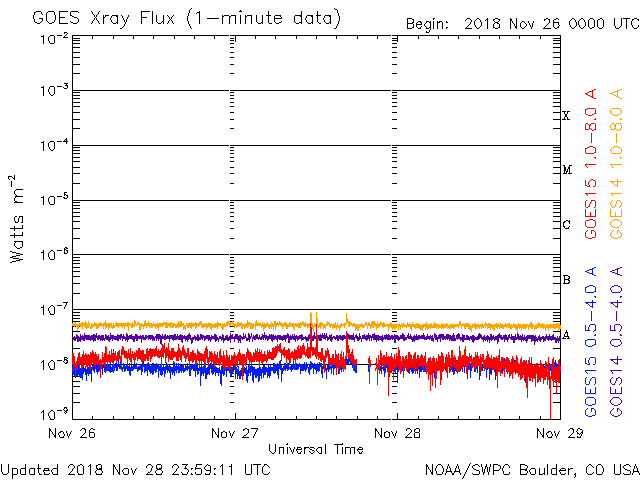 GOES Xray Flux (1-minute data)
Begin: 2018 Nov 26 0000 UTC
10⁻²
10⁻³
10⁻⁴
10⁻⁵
10⁻⁶
10⁻⁷
10⁻⁸
10⁻⁹
Watts m⁻²
X
M
C
B
A
GOES15 1.0-8.0 A
GOES14 1.0-8.0 A
GOES15 0.5-4.0 A
GOES14 0.5-4.0 A
Nov 26 Nov 27 Nov 28 Nov 29
Universal Time
Updated 2018 Nov 28 23:59:11 UTC
NOAA/SWPC Boulder, CO USA